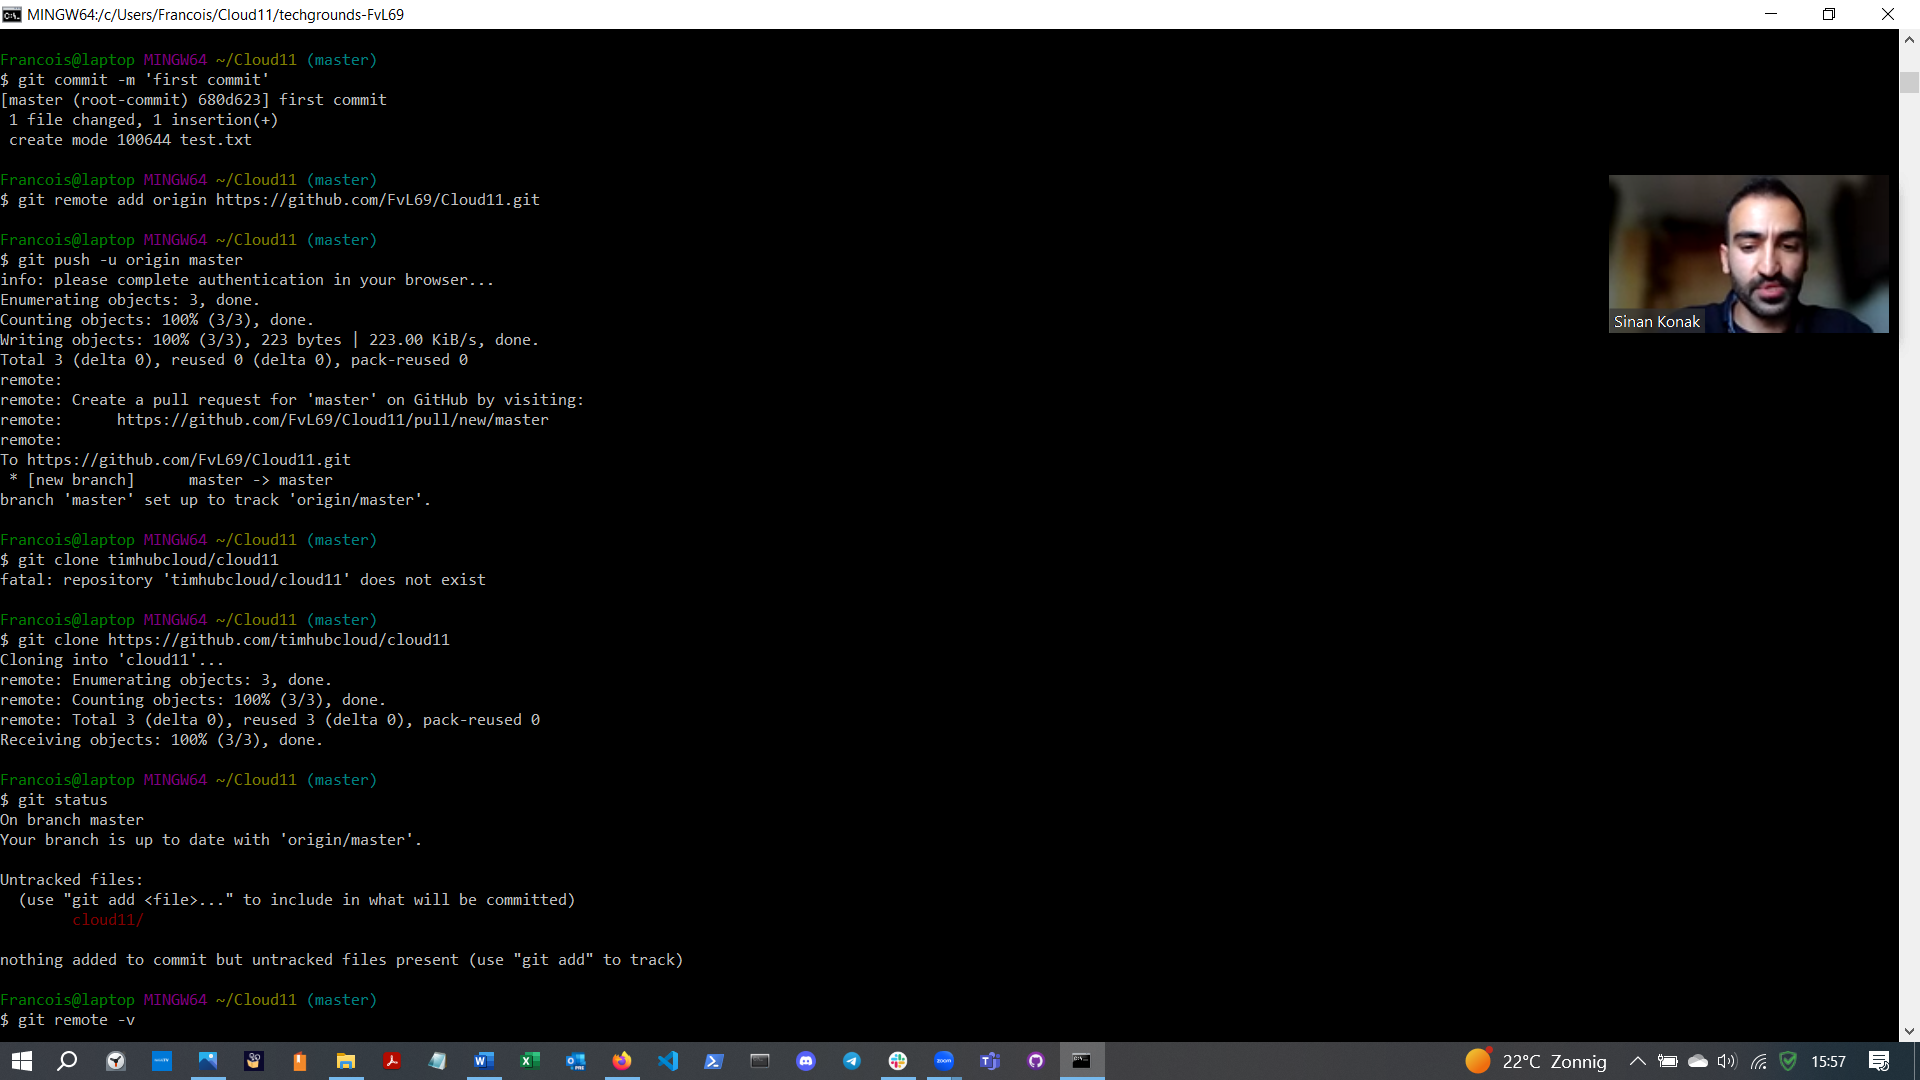 MINGW64:/c/Users/Francois/Cloud11/techgrounds-FvL69
Francois@laptop MINGW64 ~/Cloud11 (master)
$ git commit -m 'first commit'
[master (root-commit) 680d623] first commit
 1 file changed, 1 insertion(+)
 create mode 100644 test.txt
Francois@laptop MINGW64 ~/Cloud11 (master)
$ git remote add origin https://github.com/FvL69/Cloud11.git
Francois@laptop MINGW64 ~/Cloud11 (master)
$ git push -u origin master
info: please complete authentication in your browser...
Enumerating objects: 3, done.
Counting objects: 100% (3/3), done.
Writing objects: 100% (3/3), 223 bytes | 223.00 KiB/s, done.
Total 3 (delta 0), reused 0 (delta 0), pack-reused 0
remote:
remote: Create a pull request for 'master' on GitHub by visiting:
remote:      https://github.com/FvL69/Cloud11/pull/new/master
remote:
To https://github.com/FvL69/Cloud11.git
 * [new branch]      master -> master
branch 'master' set up to track 'origin/master'.
Francois@laptop MINGW64 ~/Cloud11 (master)
$ git clone timhubcloud/cloud11
fatal: repository 'timhubcloud/cloud11' does not exist
Francois@laptop MINGW64 ~/Cloud11 (master)
$ git clone https://github.com/timhubcloud/cloud11
Cloning into 'cloud11'...
remote: Enumerating objects: 3, done.
remote: Counting objects: 100% (3/3), done.
remote: Total 3 (delta 0), reused 3 (delta 0), pack-reused 0
Receiving objects: 100% (3/3), done.
Francois@laptop MINGW64 ~/Cloud11 (master)
$ git status
On branch master
Your branch is up to date with 'origin/master'.
Untracked files:
  (use "git add <file>..." to include in what will be committed)
        cloud11/
nothing added to commit but untracked files present (use "git add" to track)
Francois@laptop MINGW64 ~/Cloud11 (master)
$ git remote -v
Sinan Konak
22°C Zonnig
15:57